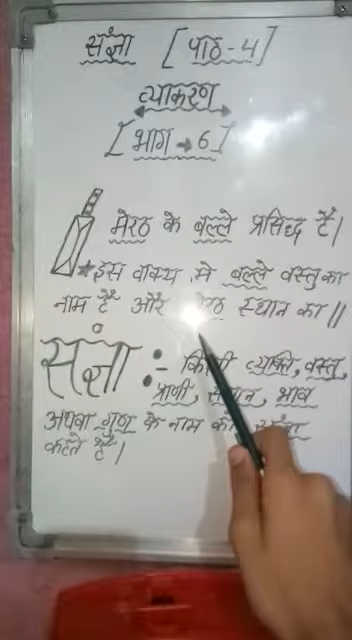 संज्ञा [पाठ-4]
व्याकरण
[भाग→6]
मेरठ के बल्ले प्रसिद्ध है।
★इस वाक्य में बल्ले वस्तु का
नाम है और स्थान का॥
संज्ञा :- किसी व्यक्ति, वस्तु,
प्राणी, स्थान, भाव
अथवा गुण के नाम को संज्ञा
कहते है।